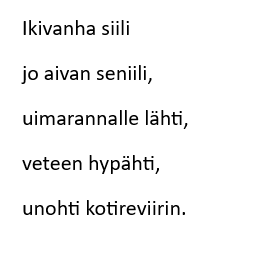 Ikivanha siili
jo aivan seniili,
uimarannalle lähti,
veteen hypähti,
unohti kotireviirin.